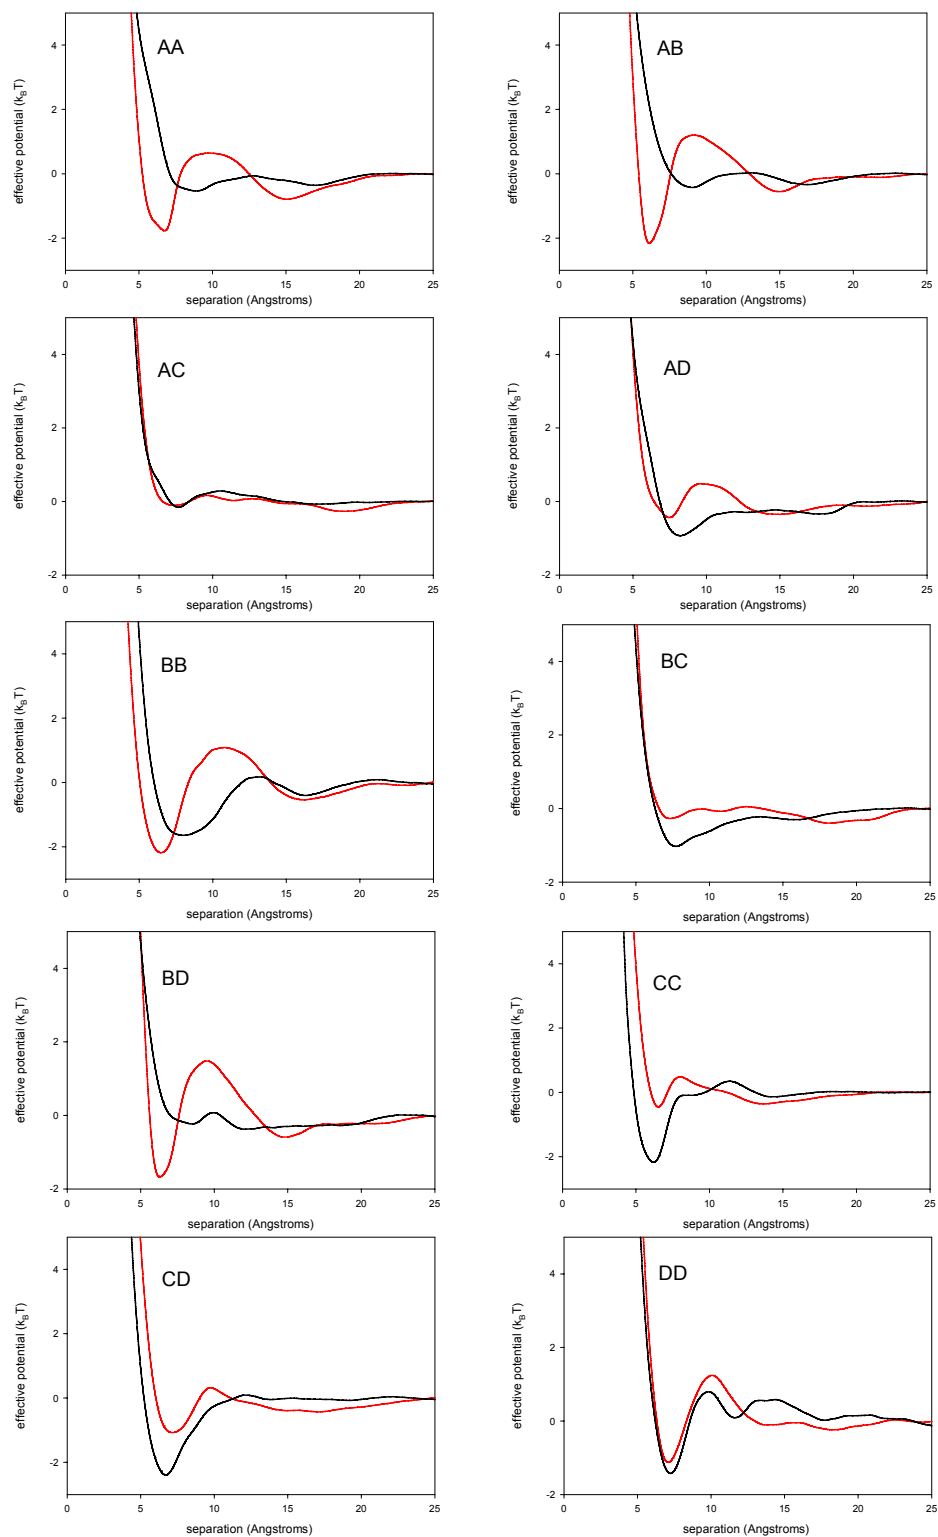 AA
effective potential (kBT)
4
2
0
-2
0 5 10 15 20 25
separation (Angstroms)
AB
effective potential (kBT)
4
2
0
-2
0 5 10 15 20 25
separation (Angstroms)
AC
effective potential (kBT)
4
2
0
-2
0 5 10 15 20 25
separation (Angstroms)
AD
effective potential (kBT)
4
2
0
-2
0 5 10 15 20 25
separation (Angstroms)
BB
effective potential (kBT)
4
2
0
-2
0 5 10 15 20 25
separation (Angstroms)
BC
effective potential (kBT)
4
2
0
-2
0 5 10 15 20 25
separation (Angstroms)
BD
effective potential (kBT)
4
2
0
-2
0 5 10 15 20 25
separation (Angstroms)
CC
effective potential (kBT)
4
2
0
-2
0 5 10 15 20 25
separation (Angstroms)
CD
effective potential (kBT)
4
2
0
-2
0 5 10 15 20 25
separation (Angstroms)
DD
effective potential (kBT)
4
2
0
-2
0 5 10 15 20 25
separation (Angstroms)